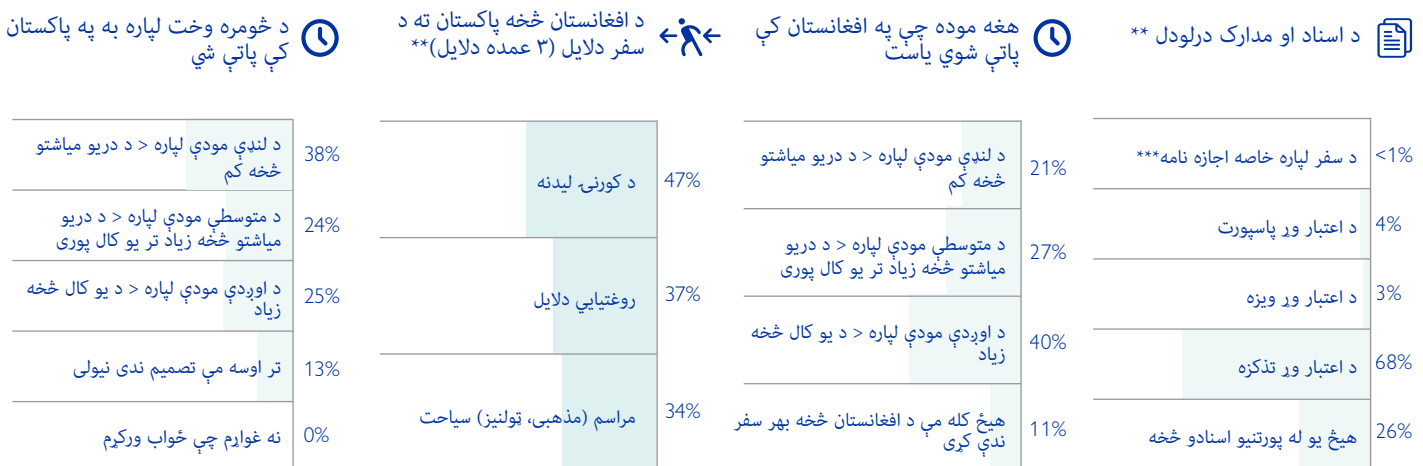 د اسناد او مدارک درلودل **
د سفر لپاره خاصه اجازه نامه***
<1%
د اعتبار وړ پاسپورت
4%
د اعتبار وړ ویزه
3%
د اعتبار وړ تذکزه
68%
هیڅ یو له پورتنیو اسنادو څخه
26%
هغه موده چې په افغانستان کې
پاتې شوي یاست
د لنډې مودې لپاره < د دریو میاشتو
څخه کم
21%
د متوسطې مودې لپاره < د دریو
میاشتو څخه زیاد تر یو کال پوری
27%
د اوږدې مودې لپاره < د یو کال څخه
زیاد
40%
هیڅ کله مې د افغانستان څخه بهر سفر
ندې کړی
11%
د افغانستان څخه پاکستان ته د
سفر دلایل (۳ عمده دلایل)**
د کورنۍ لیدنه
47%
روغتیایي دلایل
37%
مراسم (مذهبی، ټولنیز) سیاحت
34%
د څومره وخت لپاره به په پاکستان
کې پاتې شې
د لنډې مودې لپاره < د دریو میاشتو
څخه کم
38%
د متوسطې مودې لپاره < د دریو
میاشتو څخه زیاد تر یو کال پوری
24%
د اوږدې مودې لپاره < د یو کال څخه
زیاد
25%
تر اوسه مې تصمیم ندی نیولی
13%
نه غواړم چې ځواب ورکړم
0%